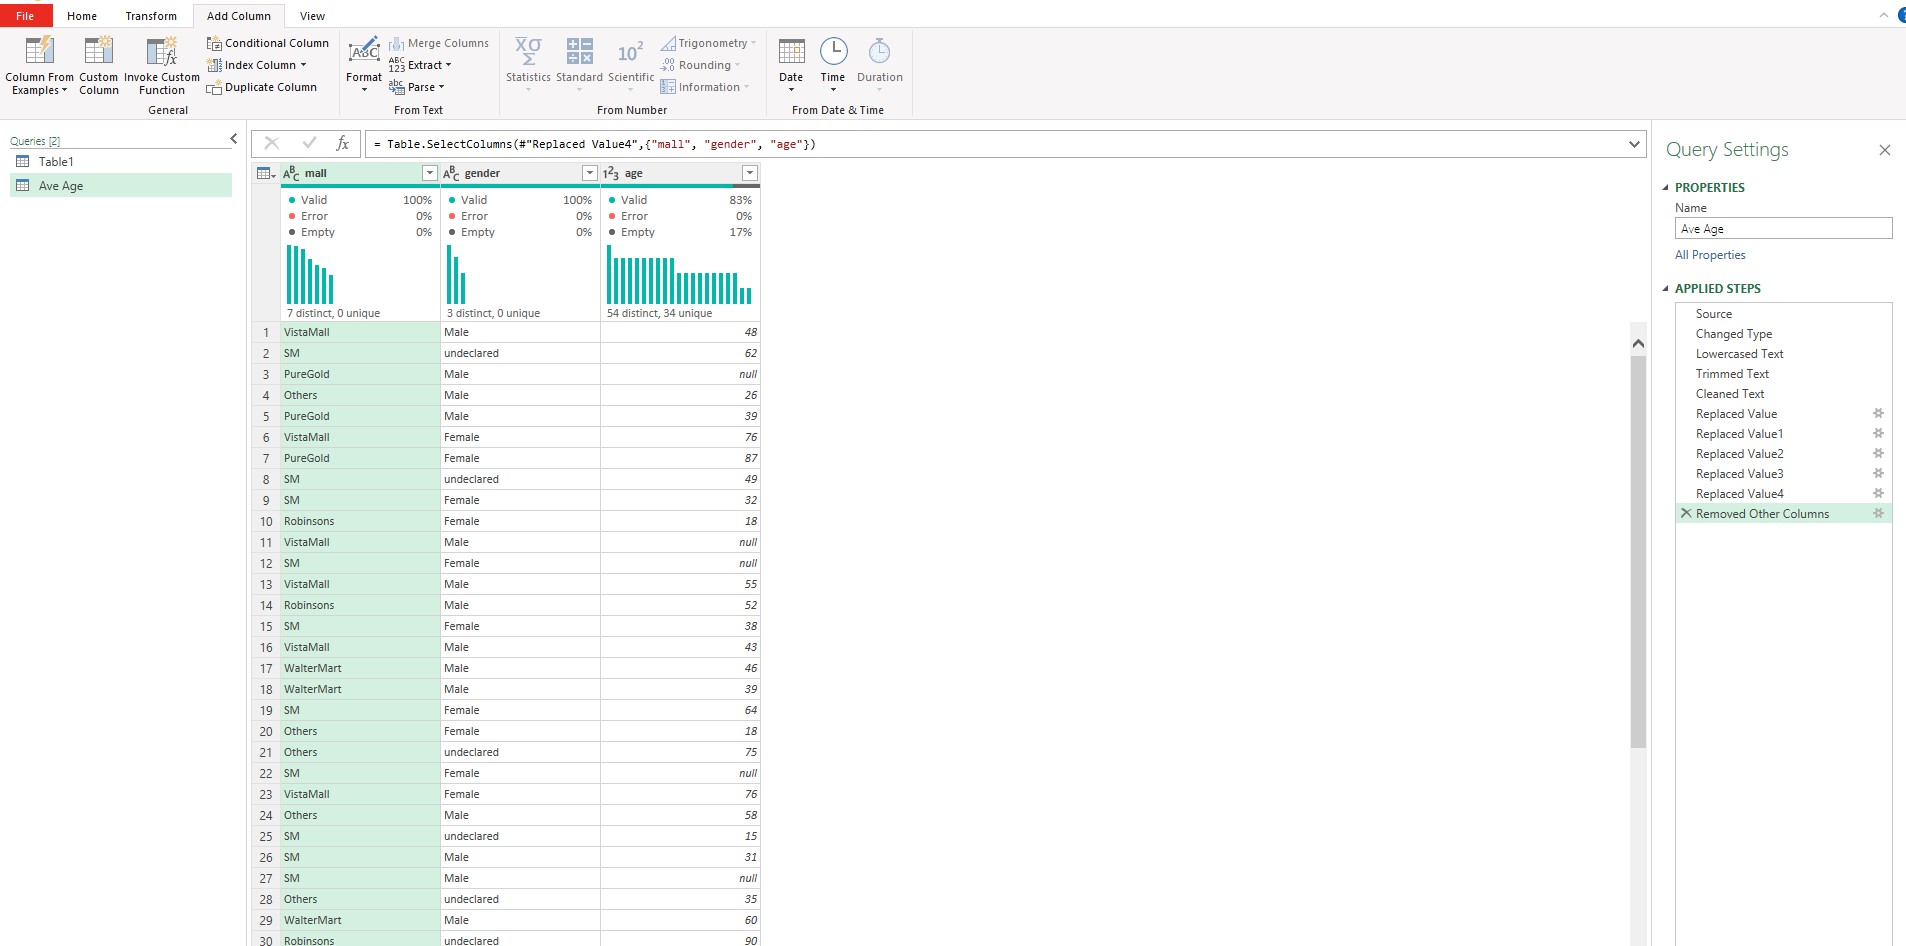 File Home Transform Add Column View
Column From Examples
Custom Column
Invoke Custom Function
Conditional Column
Index Column
Duplicate Column
General
ABC
Format
Merge Columns
ABC 123 Extract
abc Parse
From Text
XΣσ Statistics
Standard
10² Scientific
Trigonometry
.00 →.0 Rounding
Information
From Number
Date
Time
Duration
From Date & Time
Queries [2]
Table1
Ave Age
fx = Table.SelectColumns(#"Replaced Value4",{"mall", "gender", "age"})
ABC mall ABC gender 123 age
Valid 100% Valid 100% Valid 83%
Error 0% Error 0% Error 0%
Empty 0% Empty 0% Empty 17%
7 distinct, 0 unique 3 distinct, 0 unique 54 distinct, 34 unique
1 VistaMall Male 48
2 SM undeclared 62
3 PureGold Male null
4 Others Male 26
5 PureGold Male 39
6 VistaMall Female 76
7 PureGold Female 87
8 SM undeclared 49
9 SM Female 32
10 Robinsons Female 18
11 VistaMall Male null
12 SM Female null
13 VistaMall Male 55
14 Robinsons Male 52
15 SM Female 38
16 VistaMall Male 43
17 WalterMart Male 46
18 WalterMart Male 39
19 SM Female 64
20 Others Female 18
21 Others undeclared 75
22 SM Female null
23 VistaMall Female 76
24 Others Male 58
25 SM undeclared 15
26 SM Male 31
27 SM Male null
28 Others undeclared 35
29 WalterMart Male 60
30 Robinsons undeclared 90
Query Settings
PROPERTIES
Name
Ave Age
All Properties
APPLIED STEPS
Source
Changed Type
Lowercased Text
Trimmed Text
Cleaned Text
Replaced Value
Replaced Value1
Replaced Value2
Replaced Value3
Replaced Value4
Removed Other Columns